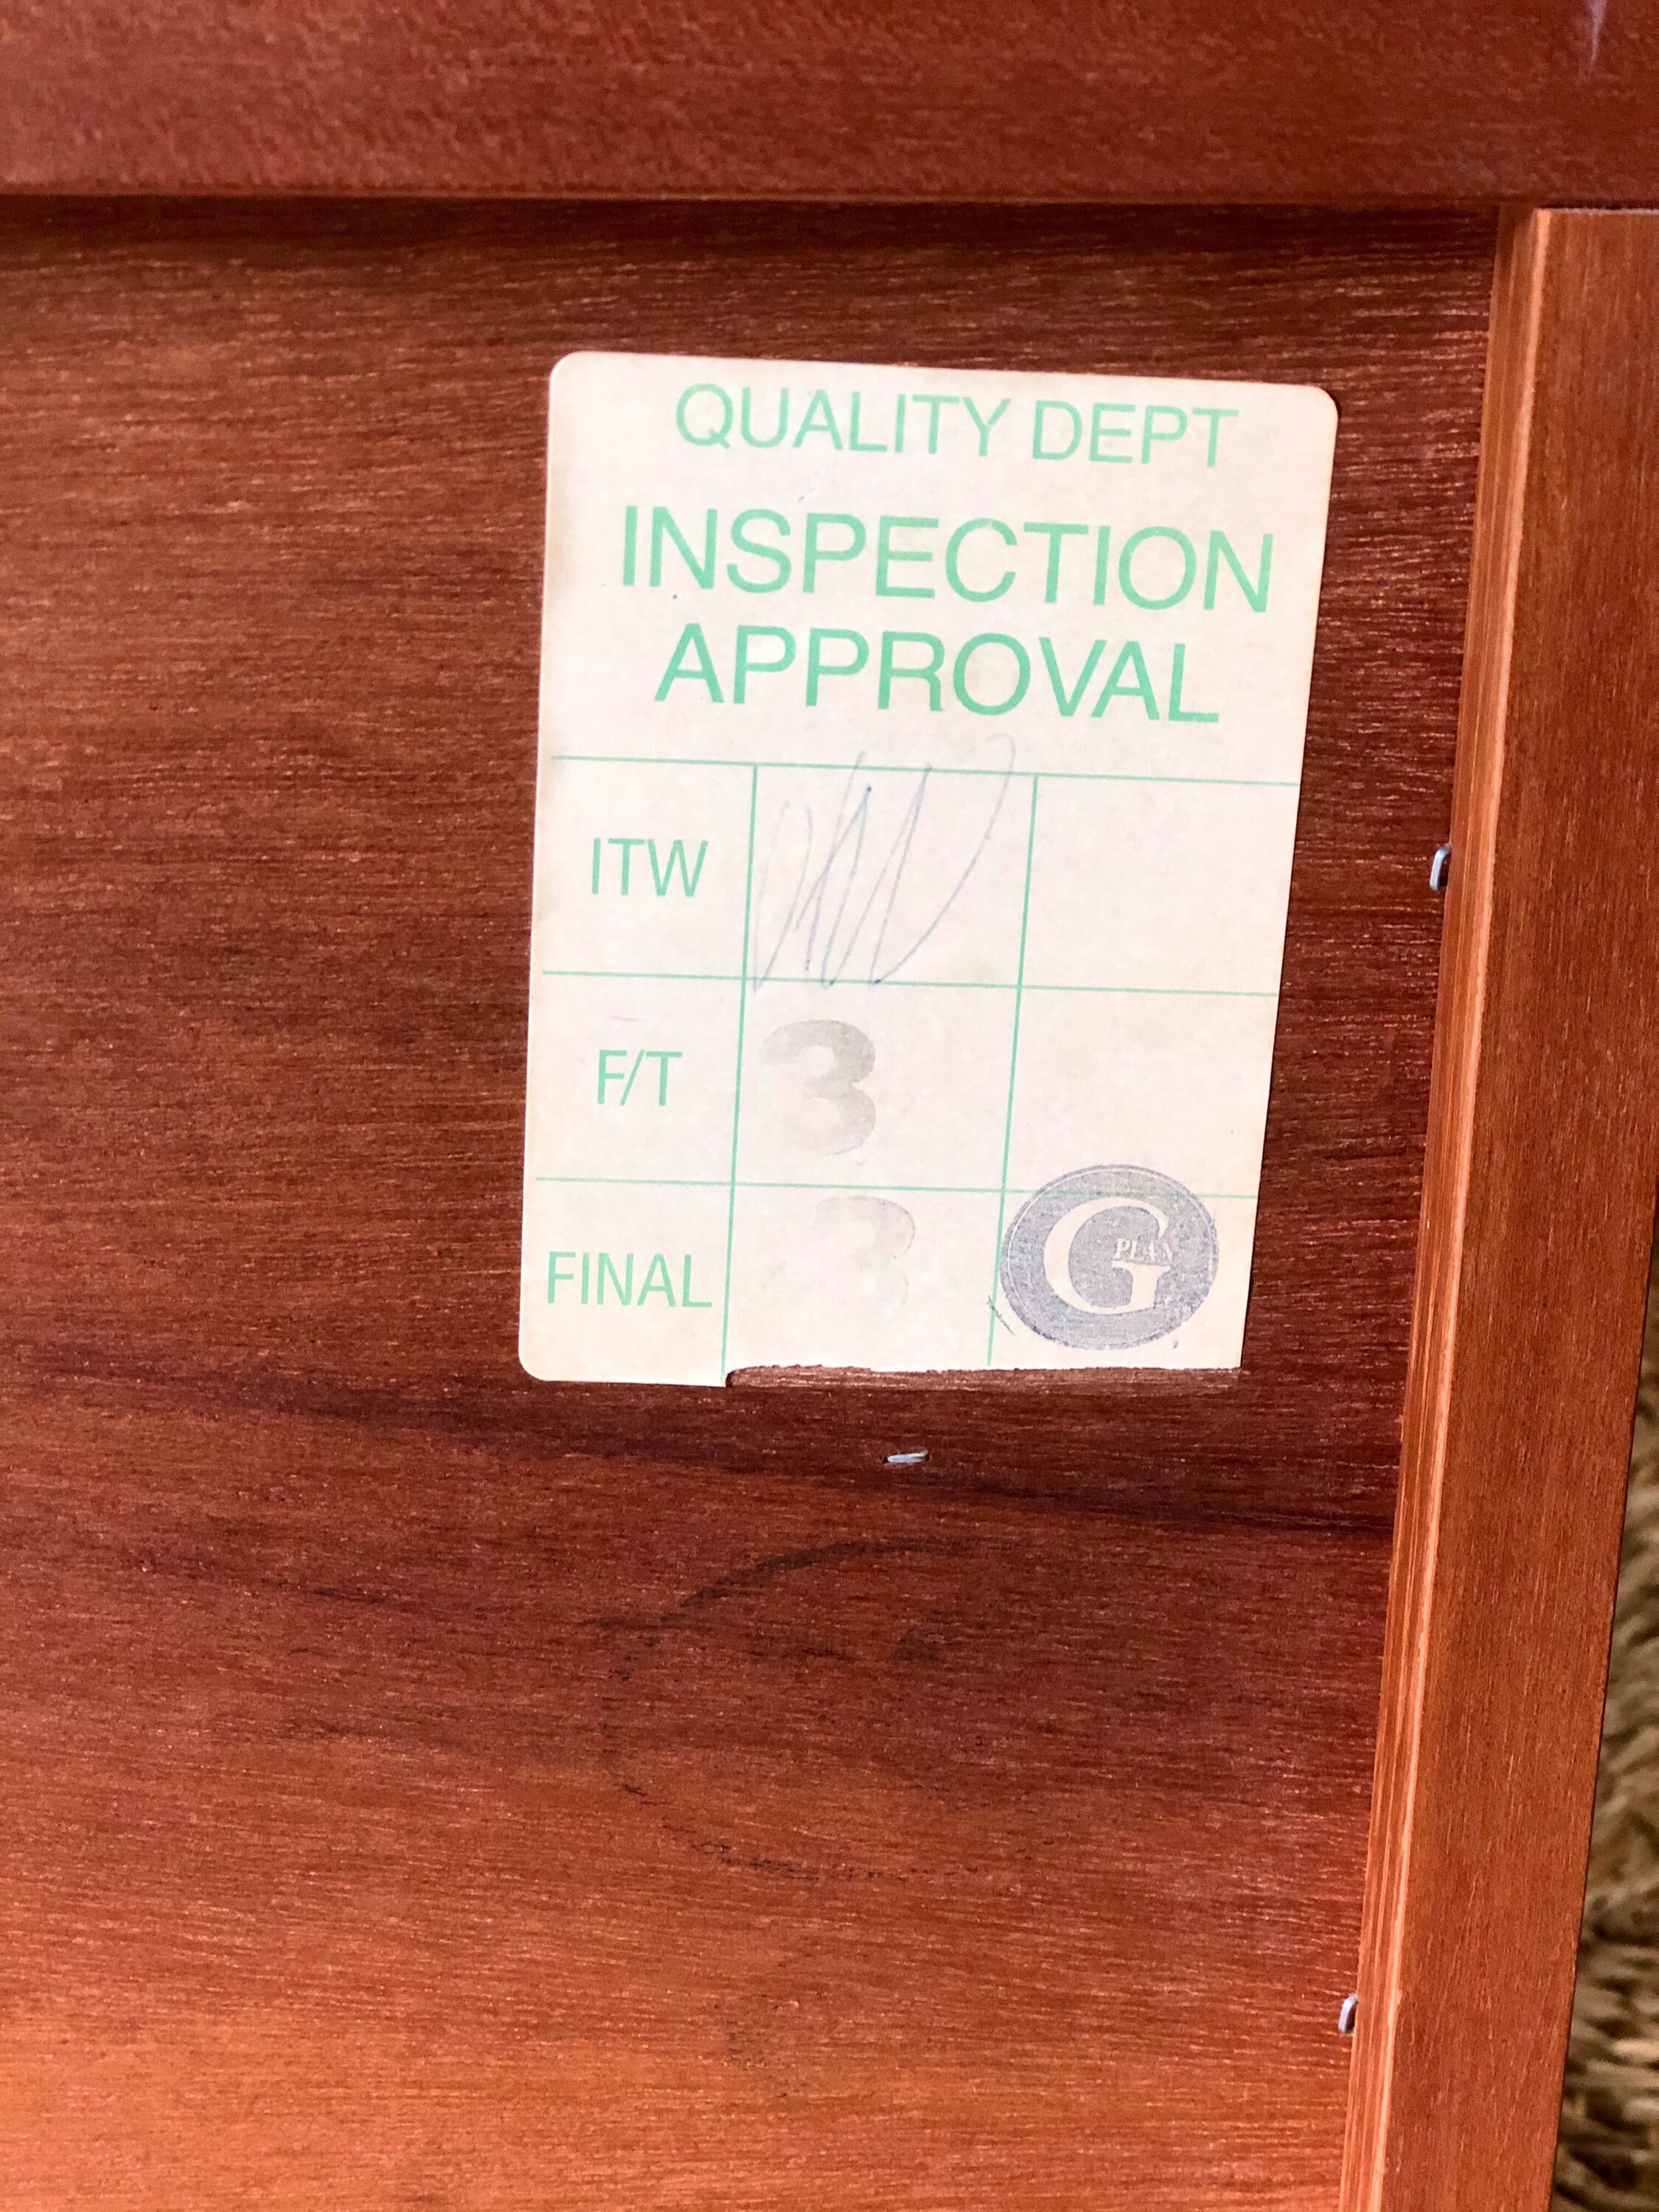 QUALITY DEPT
INSPECTION
APPROVAL
ITW
F/T 3
FINAL 3 G PLAN